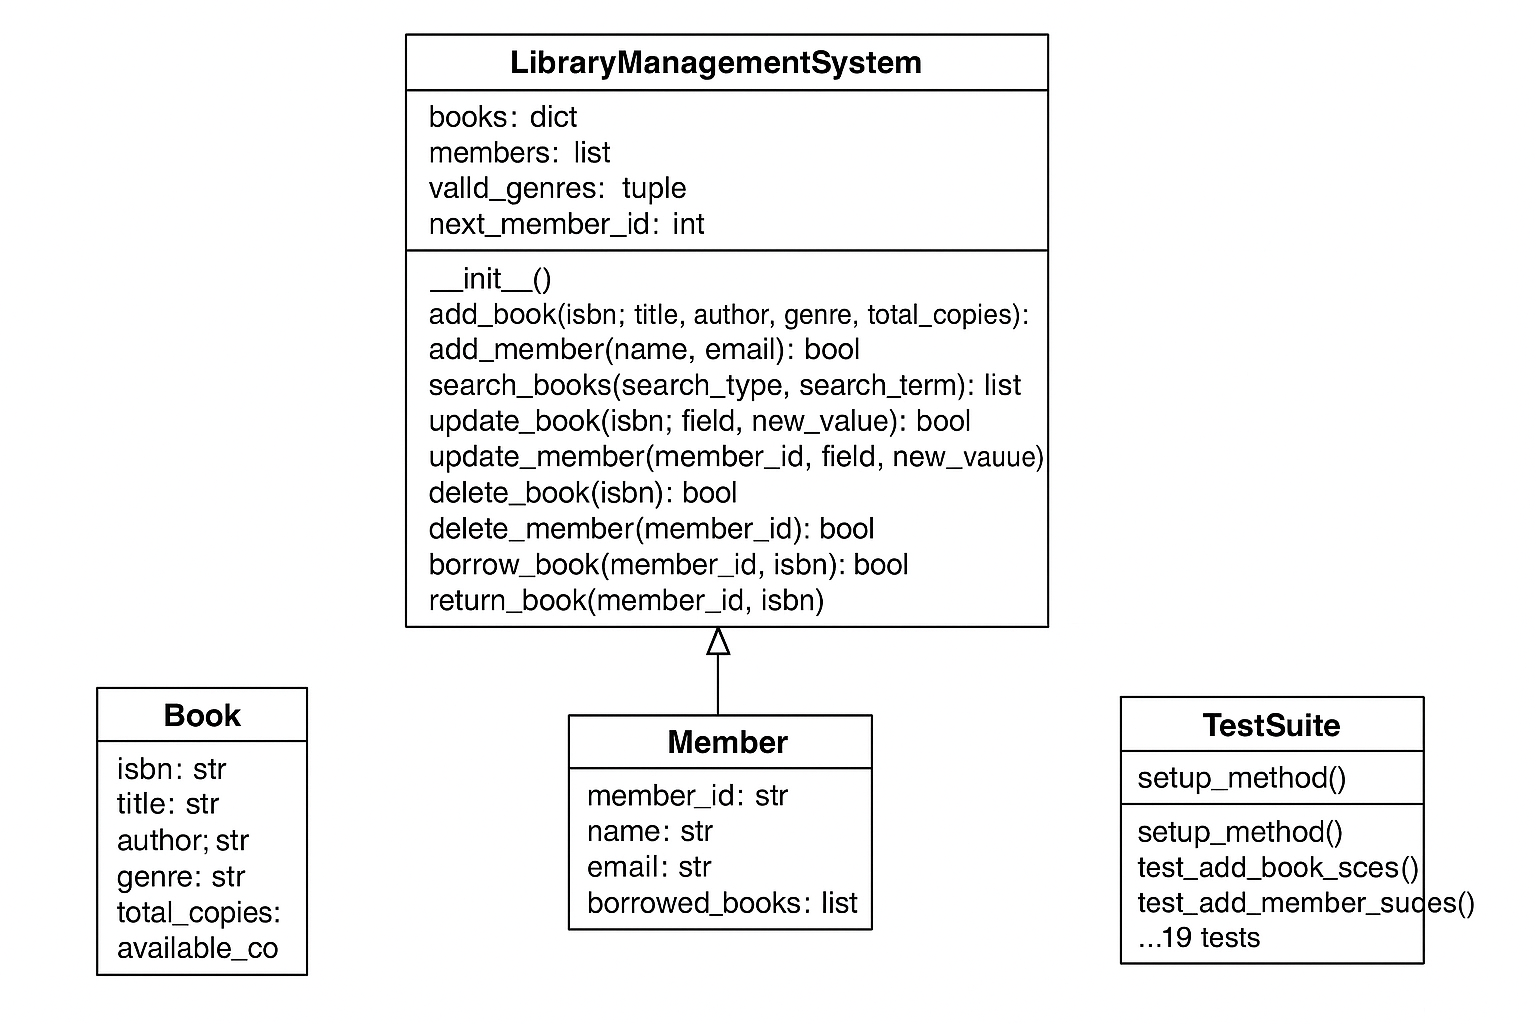 LibraryManagementSystem
books: dict
members: list
valld_genres: tuple
next_member_id: int
__init__()
add_book(isbn; title, author, genre, total_copies):
add_member(name, email): bool
search_books(search_type, search_term): list
update_book(isbn; field, new_value): bool
update_member(member_id, field, new_vauue)
delete_book(isbn): bool
delete_member(member_id): bool
borrow_book(member_id, isbn): bool
return_book(member_id, isbn)
Book
isbn: str
title: str
author; str
genre: str
total_copies:
available_co
Member
member_id: str
name: str
email: str
borrowed_books: list
TestSuite
setup_method()
setup_method()
test_add_book_sces()
test_add_member_sudes()
...19 tests